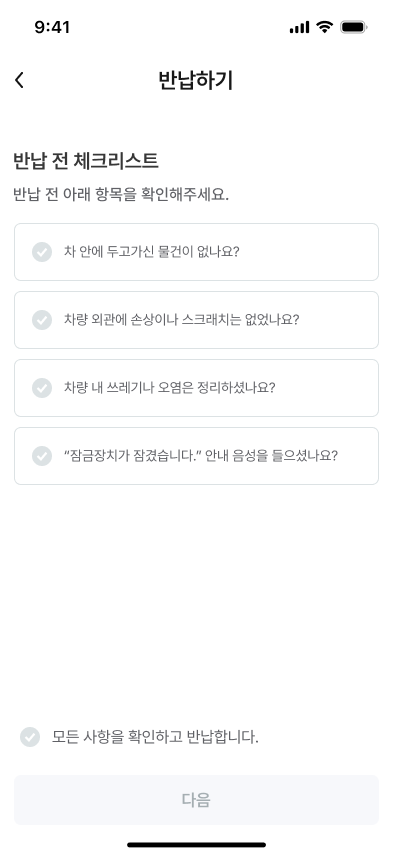 9:41
반납하기
반납 전 체크리스트
반납 전 아래 항목을 확인해주세요.
차 안에 두고가신 물건이 없나요?
차량 외관에 손상이나 스크래치는 없었나요?
차량 내 쓰레기나 오염은 정리하셨나요?
“잠금장치가 잠겼습니다.” 안내 음성을 들으셨나요?
모든 사항을 확인하고 반납합니다.
다음